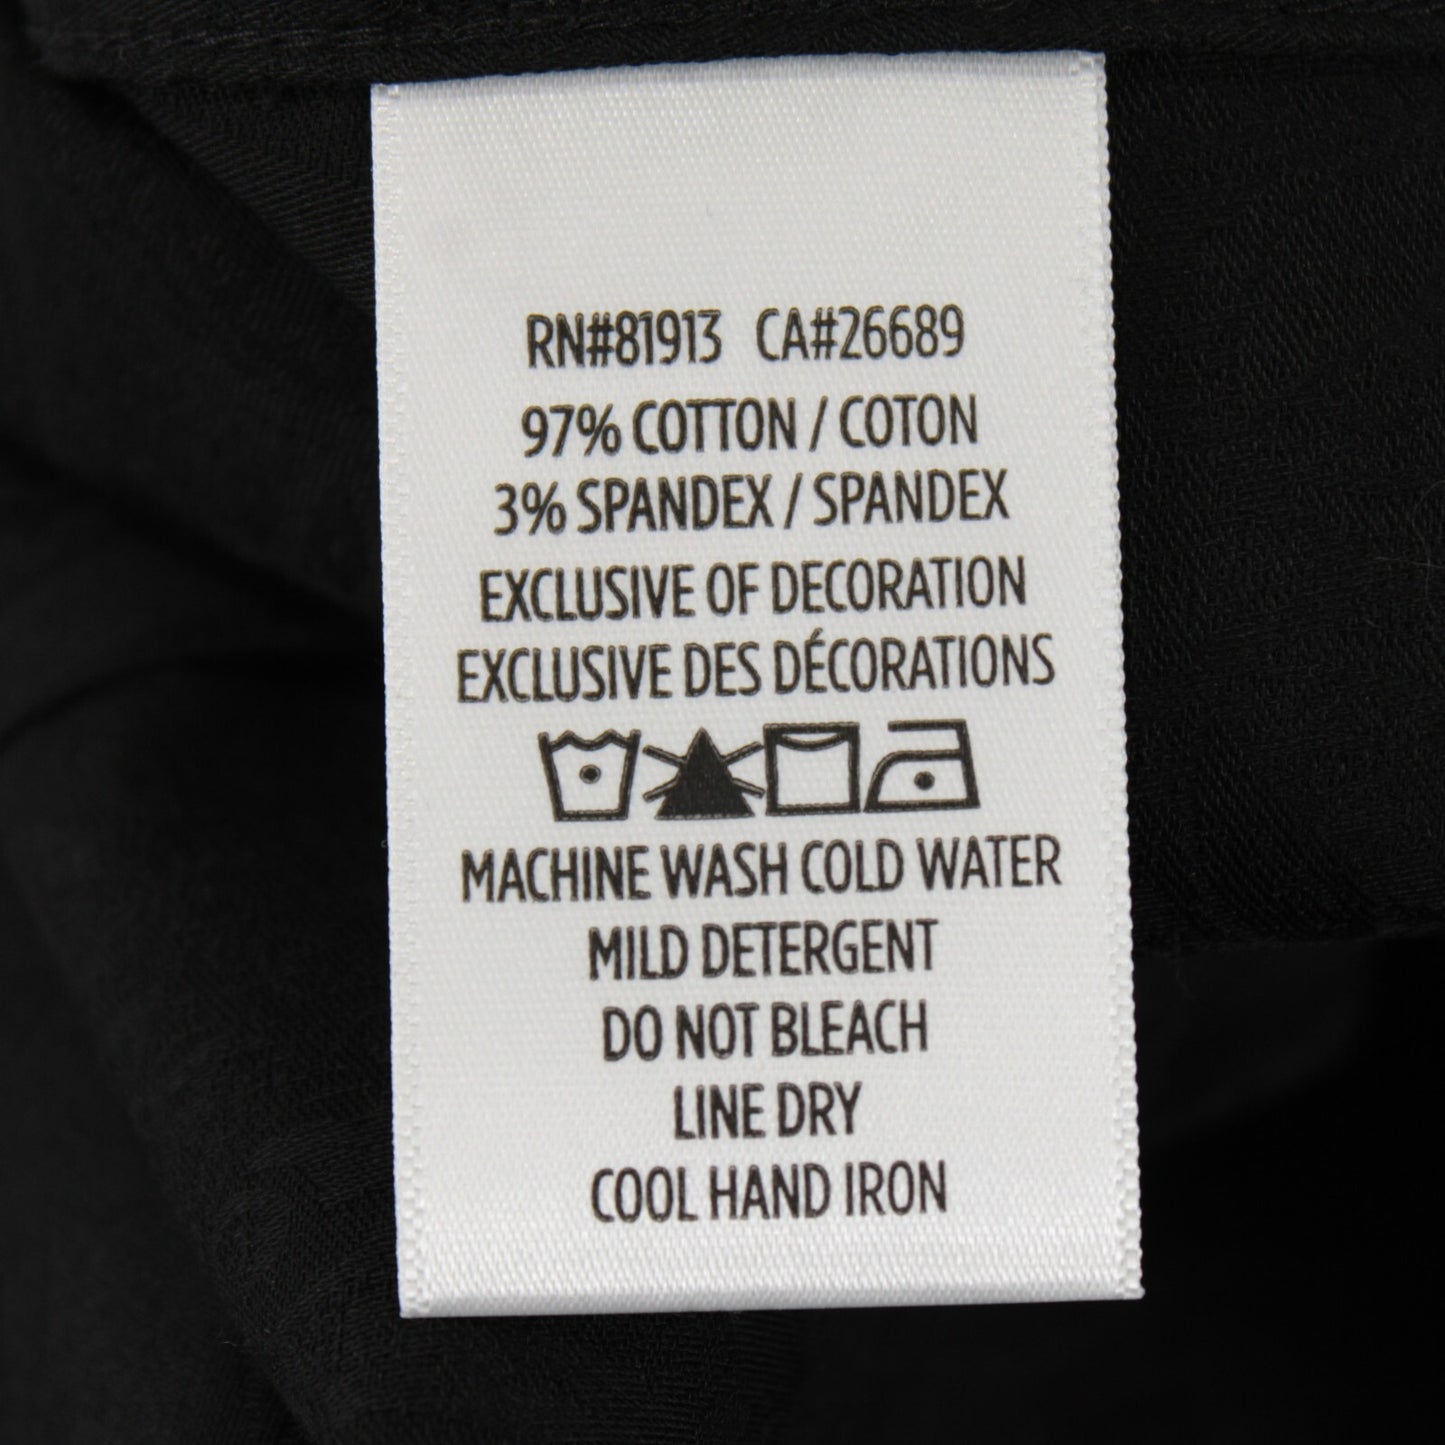 RN#81913 CA#26689
97% COTTON / COTON
3% SPANDEX / SPANDEX
EXCLUSIVE OF DECORATION
EXCLUSIVE DES DÉCORATIONS
MACHINE WASH COLD WATER
MILD DETERGENT
DO NOT BLEACH
LINE DRY
COOL HAND IRON